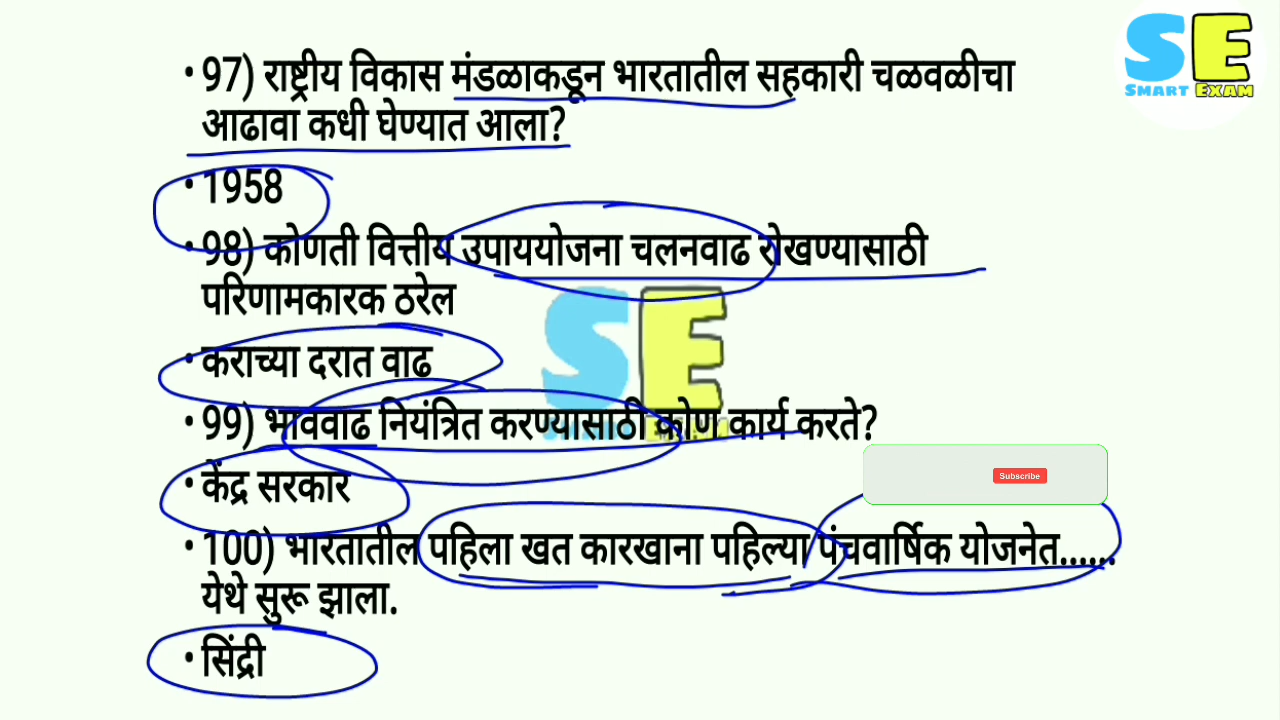 SE
SMART EXAM
• 97) राष्ट्रीय विकास मंडळाकडून भारतातील सहकारी चळवळीचा
आढावा कधी घेण्यात आला?
• 1958
• 98) कोणती वित्तीय उपाययोजना चलनवाढ रोखण्यासाठी
परिणामकारक ठरेल
SE
• कराच्या दरात वाढ
• 99) भाववाढ नियंत्रित करण्यासाठी कोण कार्य करते?
Subscribe
• केंद्र सरकार
• 100) भारतातील पहिला खत कारखाना पहिल्या पंचवार्षिक योजनेत......
येथे सुरू झाला.
• सिंद्री